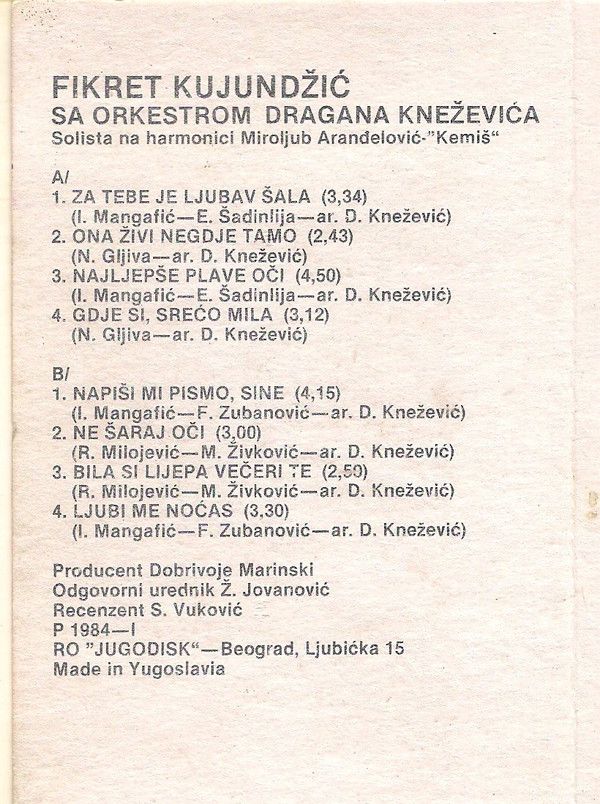 FIKRET KUJUNDŽIĆ
SA ORKESTROM DRAGANA KNEŽEVIĆA
Solista na harmonici Miroljub Aranđelović-"Kemiš“
A/
1. ZA TEBE JE LJUBAV ŠALA (3,34)
(I. Mangafić—E. Šadinlija—ar. D. Knežević)
2. ONA ŽIVI NEGDJE TAMO (2,43)
(N. Gljiva—ar. D. Knežević)
3. NAJLJEPŠE PLAVE OČI (4,50)
(I. Mangafić—E. Šadinlija—ar. D. Knežević)
4. GDJE SI, SREĆO MILA (3,12)
(N. Gljiva—ar. D. Knežević)
B/
1. NAPIŠI MI PISMO, SINE (4,15)
(I. Mangafić—F. Zubanović—ar. D. Knežević)
2. NE ŠARAJ OČI (3,00)
(R. Milojević—M. Živković—ar. D. Knežević)
3. BILA SI LIJEPA VEČERI TE (2,50)
(R. Milojević—M. Živković—ar. D. Knežević)
4. LJUBI ME NOĆAS (3,30)
(I. Mangafić—F. Zubanović—ar. D. Knežević)
Producent Dobrivoje Marinski
Odgovorni urednik Ž. Jovanović
Recenzent S. Vuković
P 1984—I
RO ”JUGODISK“—Beograd, Ljubićka 15
Made in Yugoslavia